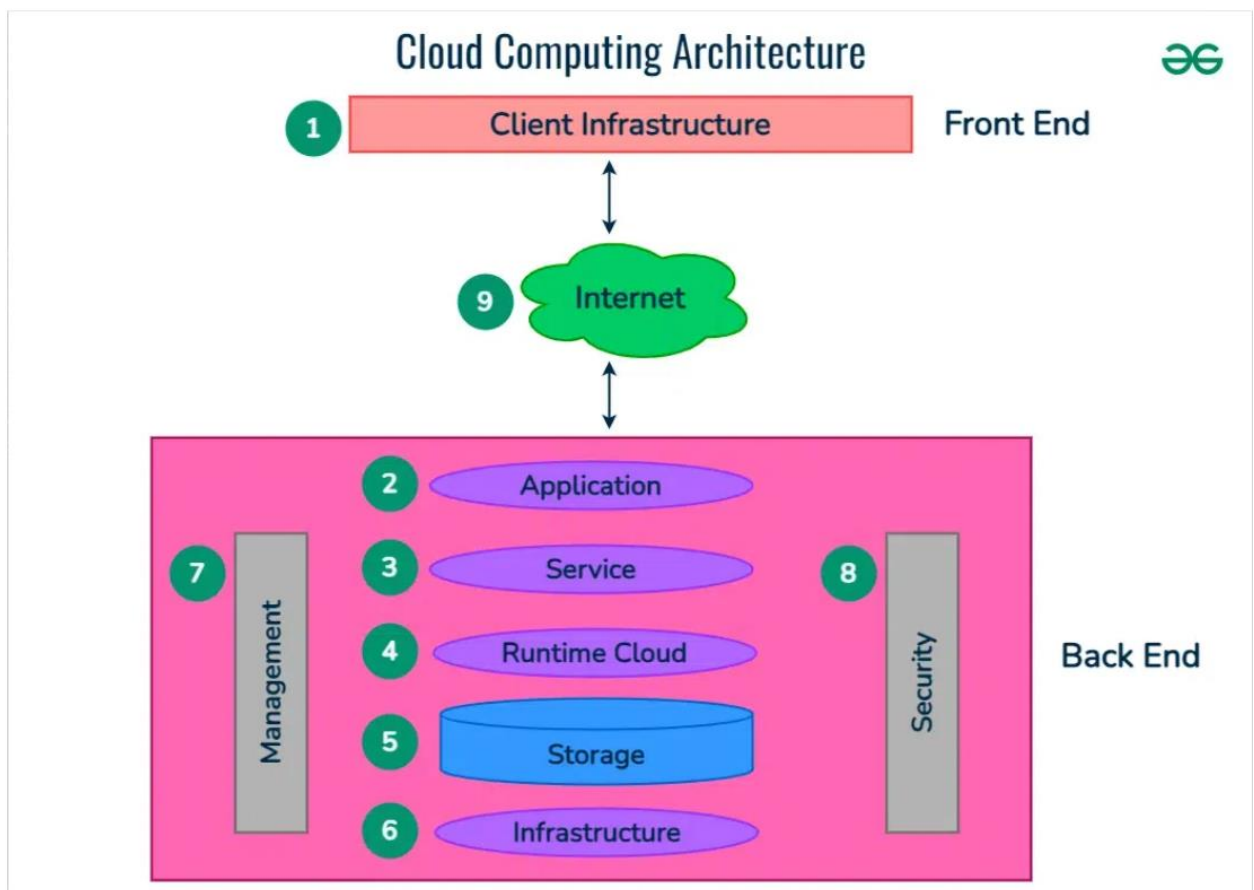 Cloud Computing Architecture
1
Client Infrastructure
Front End
9
Internet
2
Application
3
Service
7
Management
8
Security
4
Runtime Cloud
Back End
5
Storage
6
Infrastructure